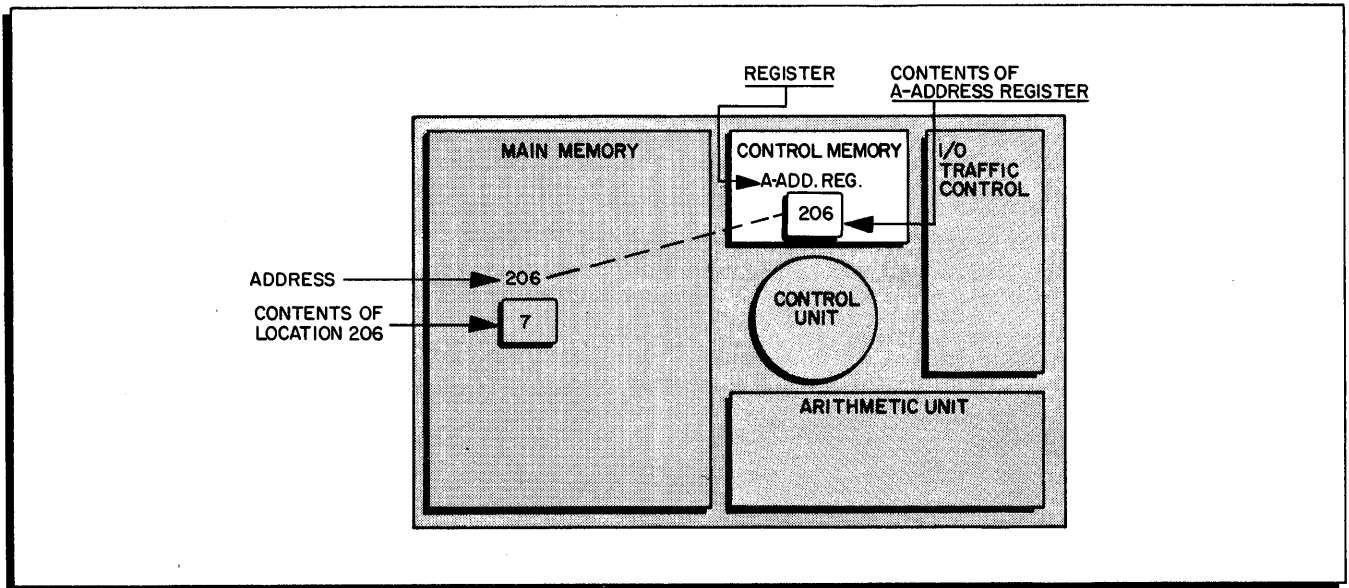 REGISTER
CONTENTS OF
A-ADDRESS REGISTER
MAIN MEMORY
CONTROL MEMORY
A-ADD. REG.
206
I/O
TRAFFIC
CONTROL
ADDRESS
206
CONTENTS OF
LOCATION 206
7
CONTROL
UNIT
ARITHMETIC UNIT